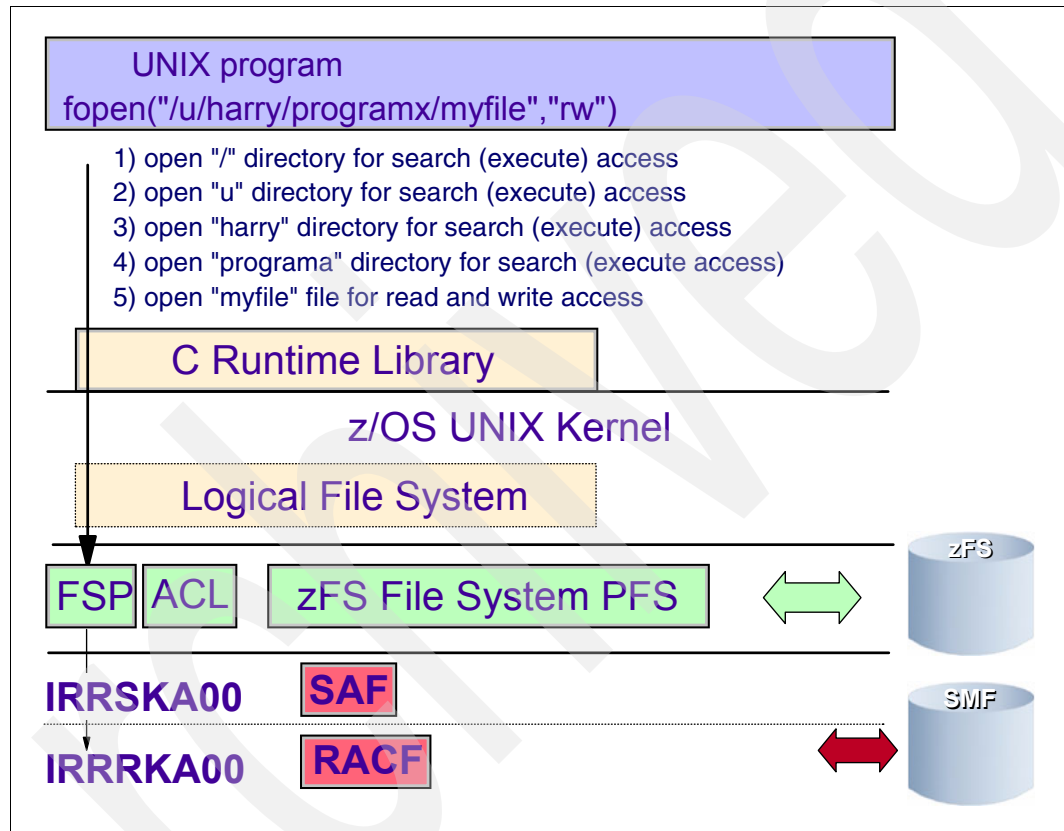 UNIX program
fopen("/u/harry/programx/myfile","rw")
1) open "/" directory for search (execute) access
2) open "u" directory for search (execute) access
3) open "harry" directory for search (execute) access
4) open "programa" directory for search (execute access)
5) open "myfile" file for read and write access
C Runtime Library
z/OS UNIX Kernel
Logical File System
zFS
FSP ACL zFS File System PFS
IRRSKA00 SAF
SMF
IRRRKA00 RACF